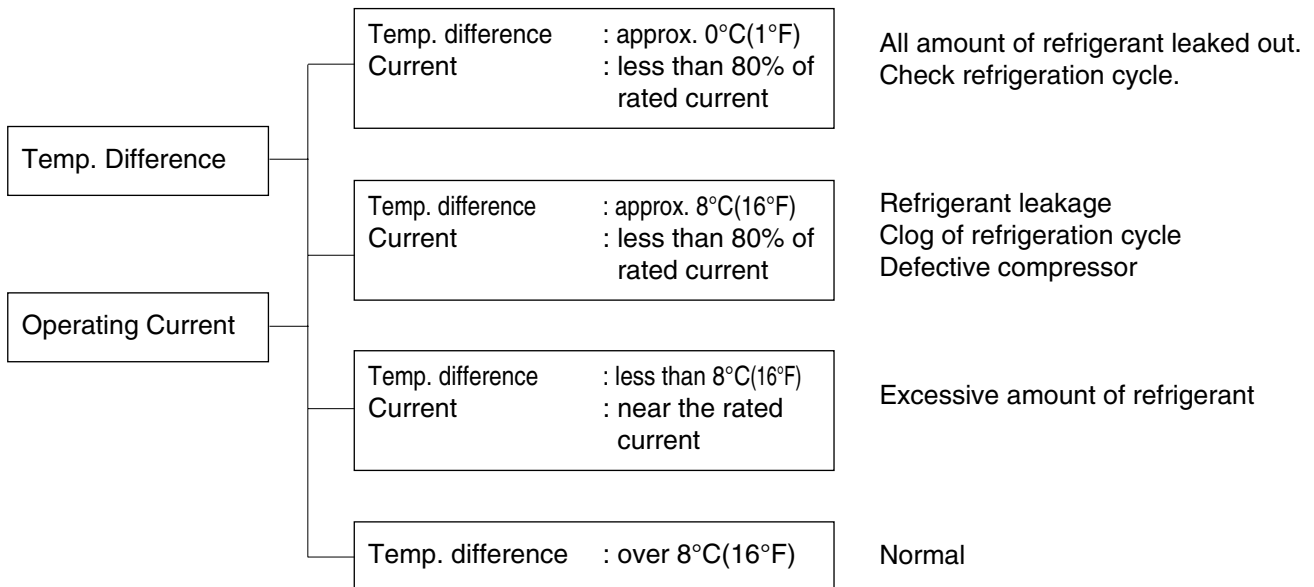 Temp. difference : approx. 0°C(1°F)
Current : less than 80% of
rated current
All amount of refrigerant leaked out.
Check refrigeration cycle.
Temp. Difference
Temp. difference : approx. 8°C(16°F)
Current : less than 80% of
rated current
Refrigerant leakage
Clog of refrigeration cycle
Defective compressor
Operating Current
Temp. difference : less than 8°C(16°F)
Current : near the rated
current
Excessive amount of refrigerant
Temp. difference : over 8°C(16°F)
Normal